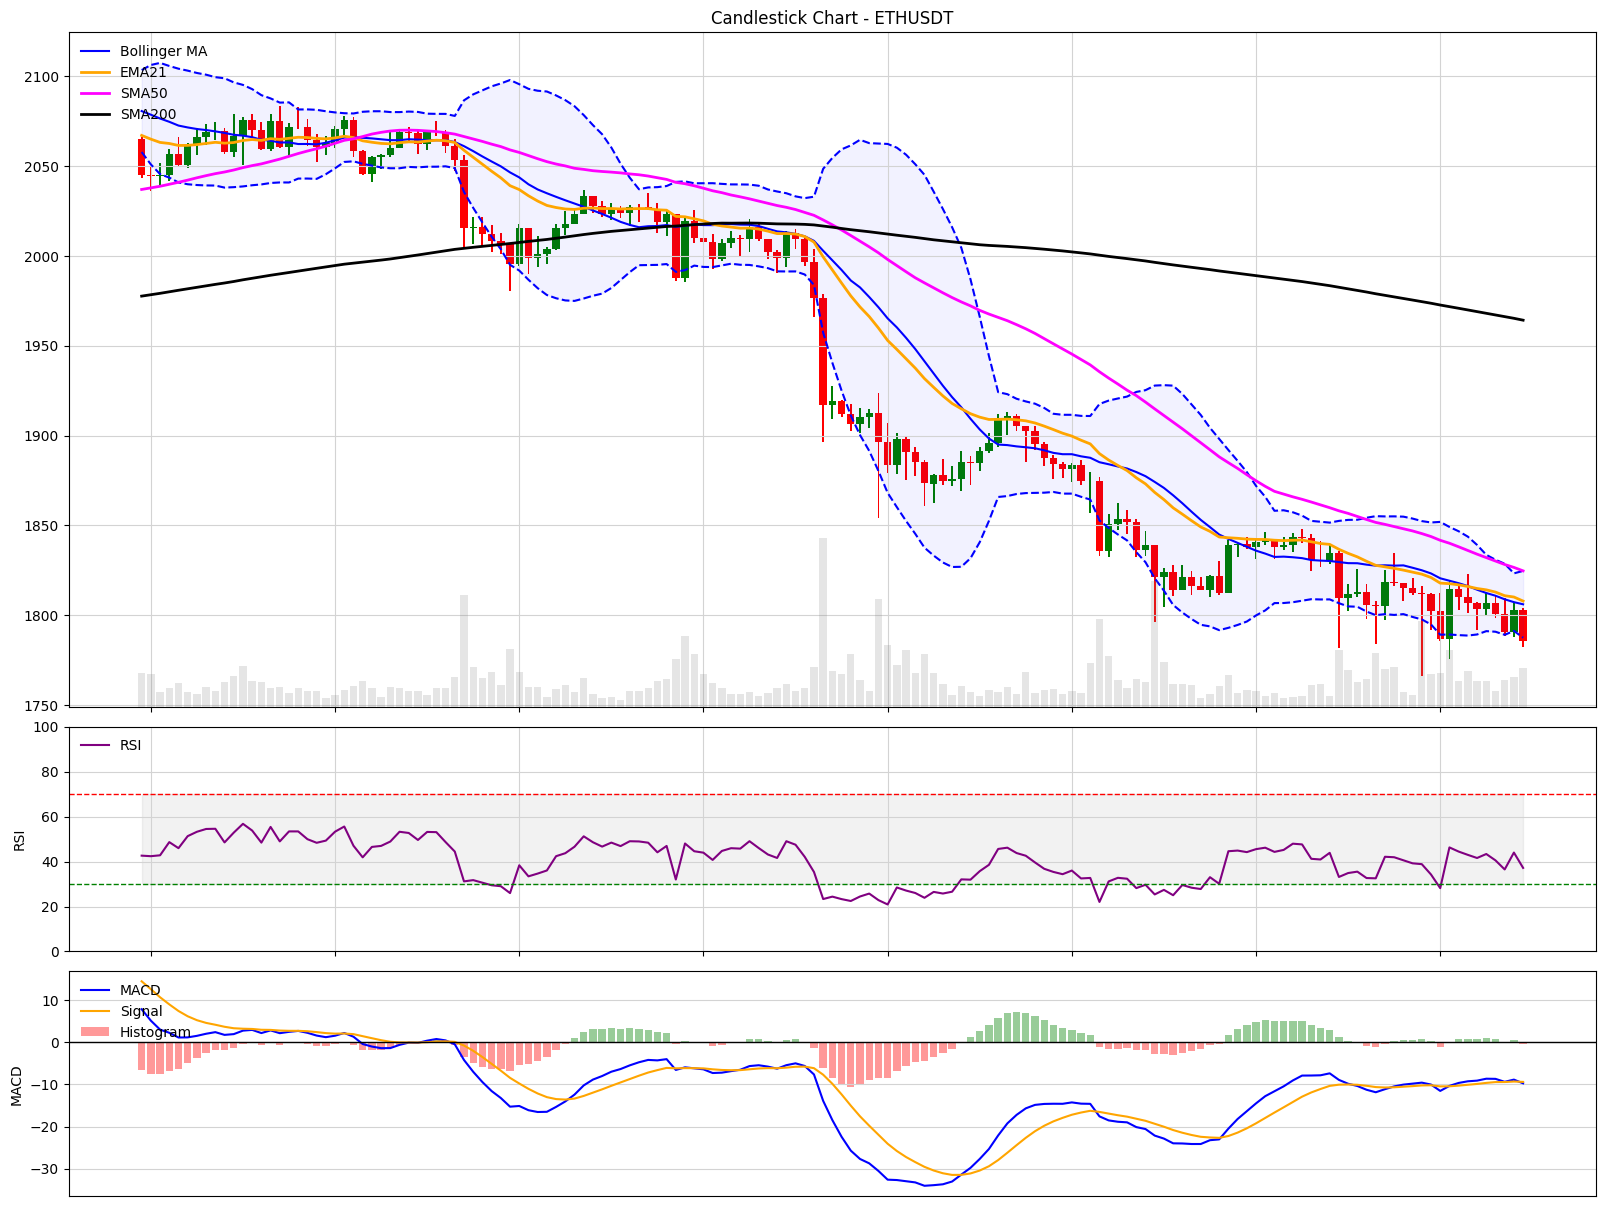 Candlestick Chart - ETHUSDT
Bollinger MA
EMA21
SMA50
SMA200
2100
2050
2000
1950
1900
1850
1800
1750
RSI
RSI
100
80
60
40
20
0
MACD
Signal
Histogram
MACD
10
0
−10
−20
−30